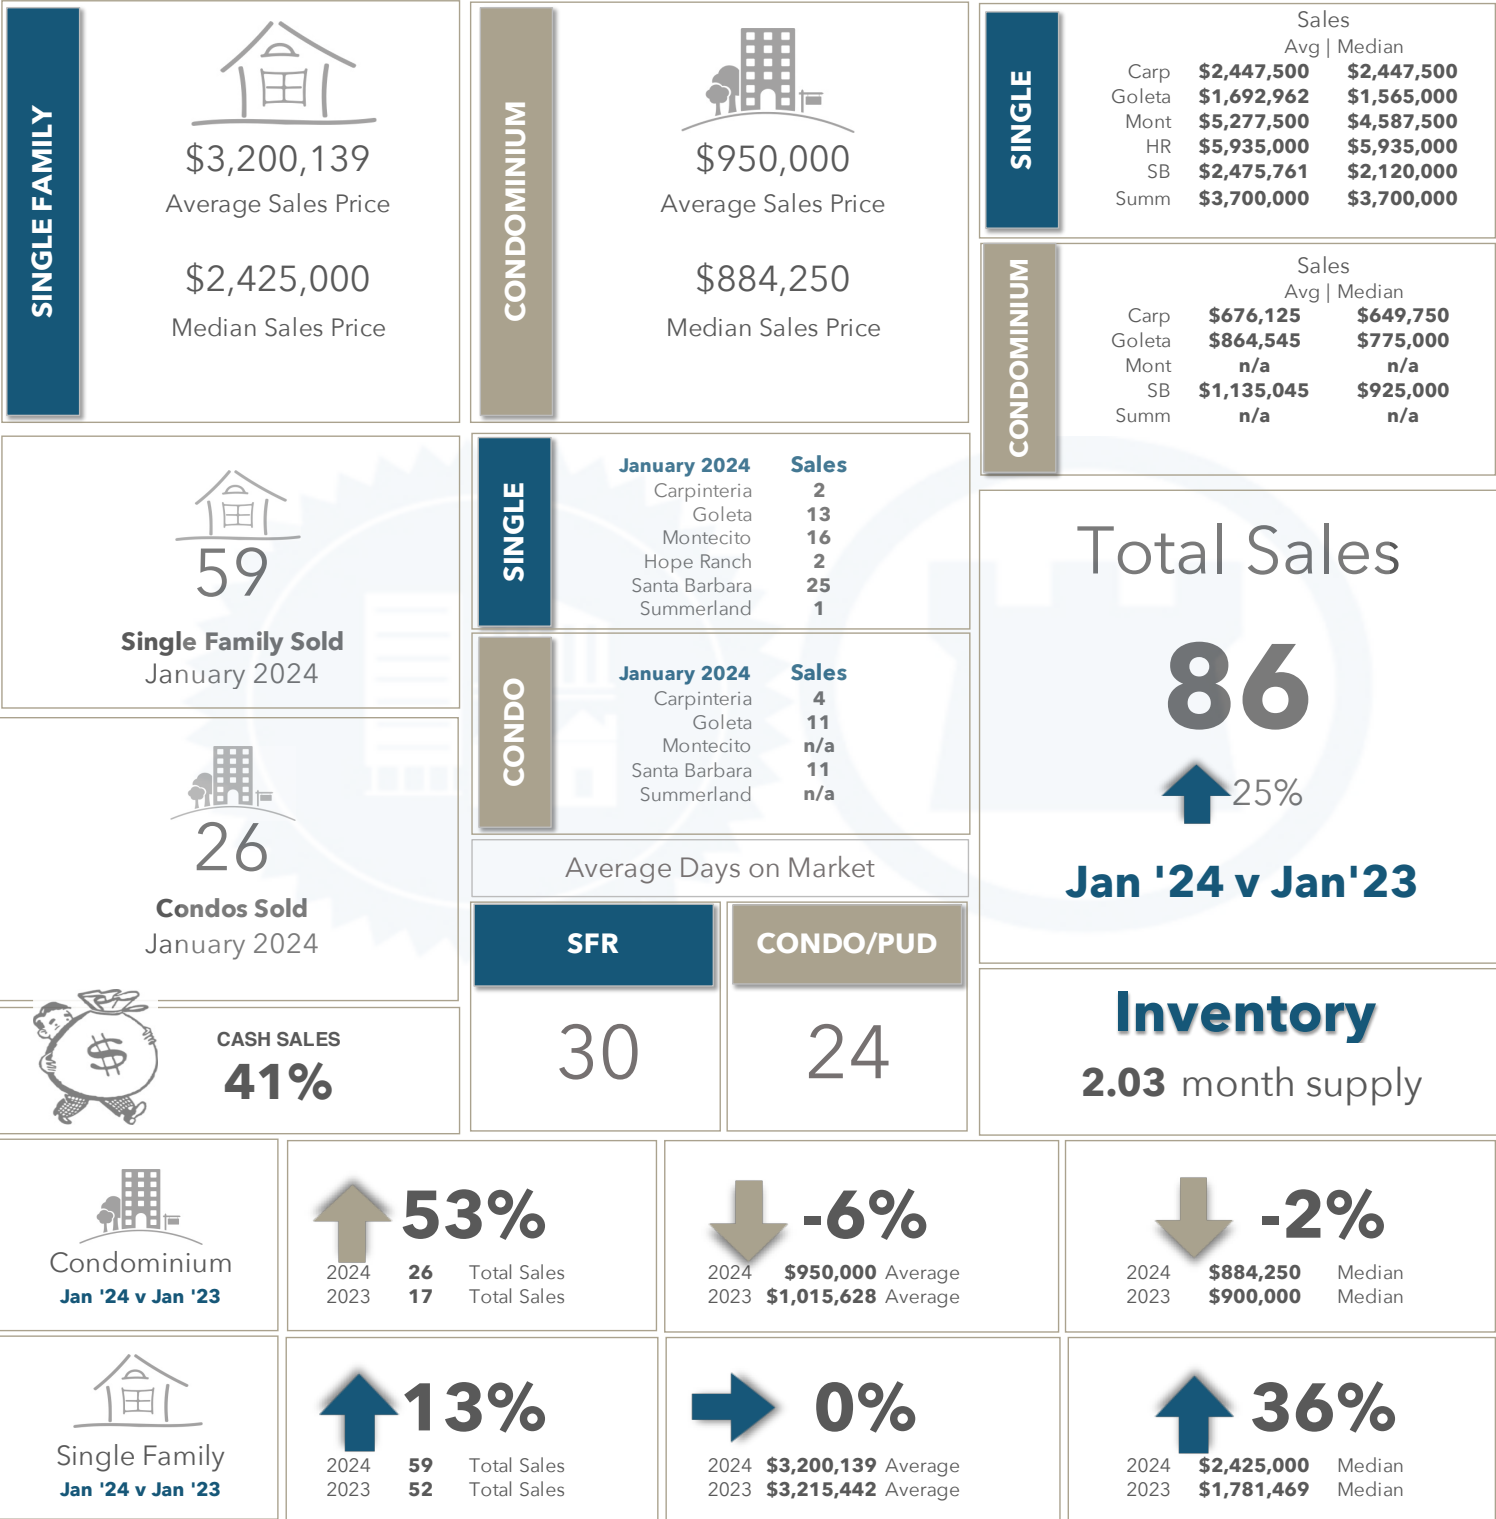 SINGLE FAMILY
$3,200,139
Average Sales Price
$2,425,000
Median Sales Price
CONDOMINIUM
$950,000
Average Sales Price
$884,250
Median Sales Price
SINGLE
Sales
Avg | Median
Carp $2,447,500 $2,447,500
Goleta $1,692,962 $1,565,000
Mont $5,277,500 $4,587,500
HR $5,935,000 $5,935,000
SB $2,475,761 $2,120,000
Summ $3,700,000 $3,700,000
CONDOMINIUM
Sales
Avg | Median
Carp $676,125 $649,750
Goleta $864,545 $775,000
Mont n/a n/a
SB $1,135,045 $925,000
Summ n/a n/a
59
Single Family Sold
January 2024
SINGLE
January 2024 Sales
Carpinteria 2
Goleta 13
Montecito 16
Hope Ranch 2
Santa Barbara 25
Summerland 1
CONDO
January 2024 Sales
Carpinteria 4
Goleta 11
Montecito n/a
Santa Barbara 11
Summerland n/a
Total Sales
86
25%
Jan '24 v Jan'23
26
Condos Sold
January 2024
Average Days on Market
SFR
30
CONDO/PUD
24
$
CASH SALES
41%
Inventory
2.03 month supply
Condominium
Jan '24 v Jan '23
53%
2024 26 Total Sales
2023 17 Total Sales
-6%
2024 $950,000 Average
2023 $1,015,628 Average
-2%
2024 $884,250 Median
2023 $900,000 Median
Single Family
Jan '24 v Jan '23
13%
2024 59 Total Sales
2023 52 Total Sales
0%
2024 $3,200,139 Average
2023 $3,215,442 Average
36%
2024 $2,425,000 Median
2023 $1,781,469 Median